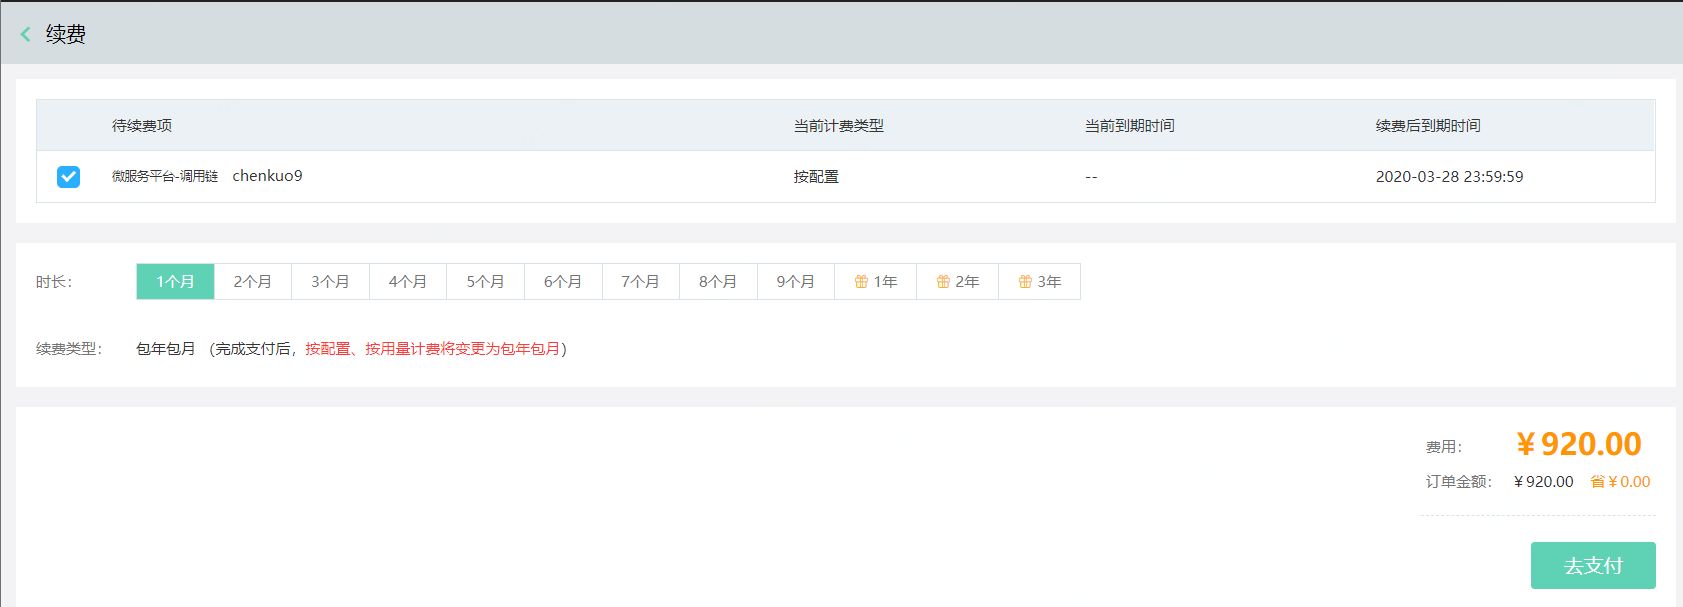 续费
待续费项 当前计费类型 当前到期时间 续费后到期时间
微服务平台-调用链 chenkuo9 按配置 -- 2020-03-28 23:59:59
时长: 1个月 2个月 3个月 4个月 5个月 6个月 7个月 8个月 9个月 1年 2年 3年
续费类型: 包年包月 (完成支付后, 按配置、按用量计费将变更为包年包月)
费用: ¥920.00
订单金额: ¥920.00 省¥0.00
去支付